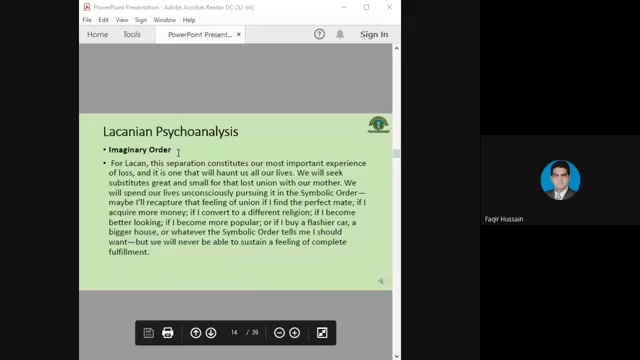 PowerPoint Presentation - Adobe Acrobat Reader DC (32-bit)
File Edit View Sign Window Help
Home Tools PowerPoint Present... × Sign In
Lacanian Psychoanalysis
• Imaginary Order
• For Lacan, this separation constitutes our most important experience
of loss, and it is one that will haunt us all our lives. We will seek
substitutes great and small for that lost union with our mother. We
will spend our lives unconsciously pursuing it in the Symbolic Order—
maybe I'll recapture that feeling of union if I find the perfect mate; if I
acquire more money; if I convert to a different religion; if I become
better looking; if I become more popular; or if I buy a flashier car, a
bigger house, or whatever the Symbolic Order tells me I should
want—but we will never be able to sustain a feeling of complete
fulfillment.
14 / 39
Faqir Hussain